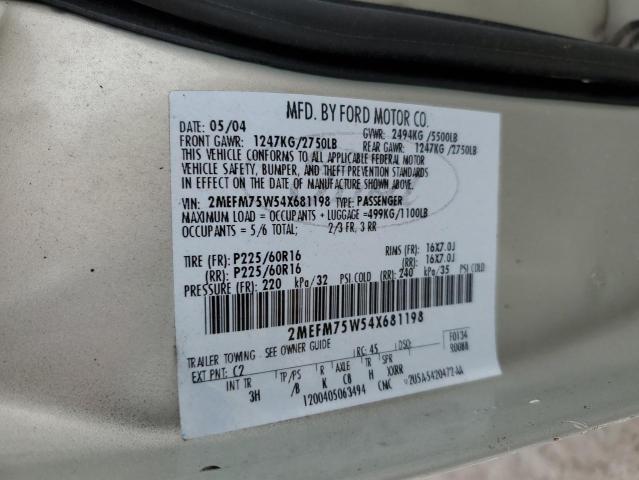 MFD. BY FORD MOTOR CO.
DATE: 05/04 GVWR: 2494KG /5500LB
FRONT GAWR: 1247KG/2750LB REAR GAWR: 1247KG /2750LB
THIS VEHICLE CONFORMS TO ALL APPLICABLE FEDERAL MOTOR
VEHICLE SAFETY, BUMPER, AND THEFT PREVENTION STANDARDS
IN EFFECT ON THE DATE OF MANUFACTURE SHOWN ABOVE.
VIN: 2MEFM75W54X681198 TYPE: PASSENGER
MAXIMUM LOAD = OCCUPANTS + LUGGAGE =499KG/1100LB
OCCUPANTS = 5/6 TOTAL; 2/3 FR, 3 RR
TIRE (FR): P225/60R16 RIMS (FR): 16X7.0J
(RR): P225/60R16 (RR): 16X7.0J
PRESSURE (FR): 220 kPa/32 PSI COLD (RR): 240 kPa/35 PSI COLD
2MEFM75W54X681198
TRAILER TOWING - SEE OWNER GUIDE F0134
EXT PNT: C2 RC: 45 DSO:
INT TR TP/PS R AXLE TR SPR
3H /B K C8 H XXRR
1200405063494 CMC